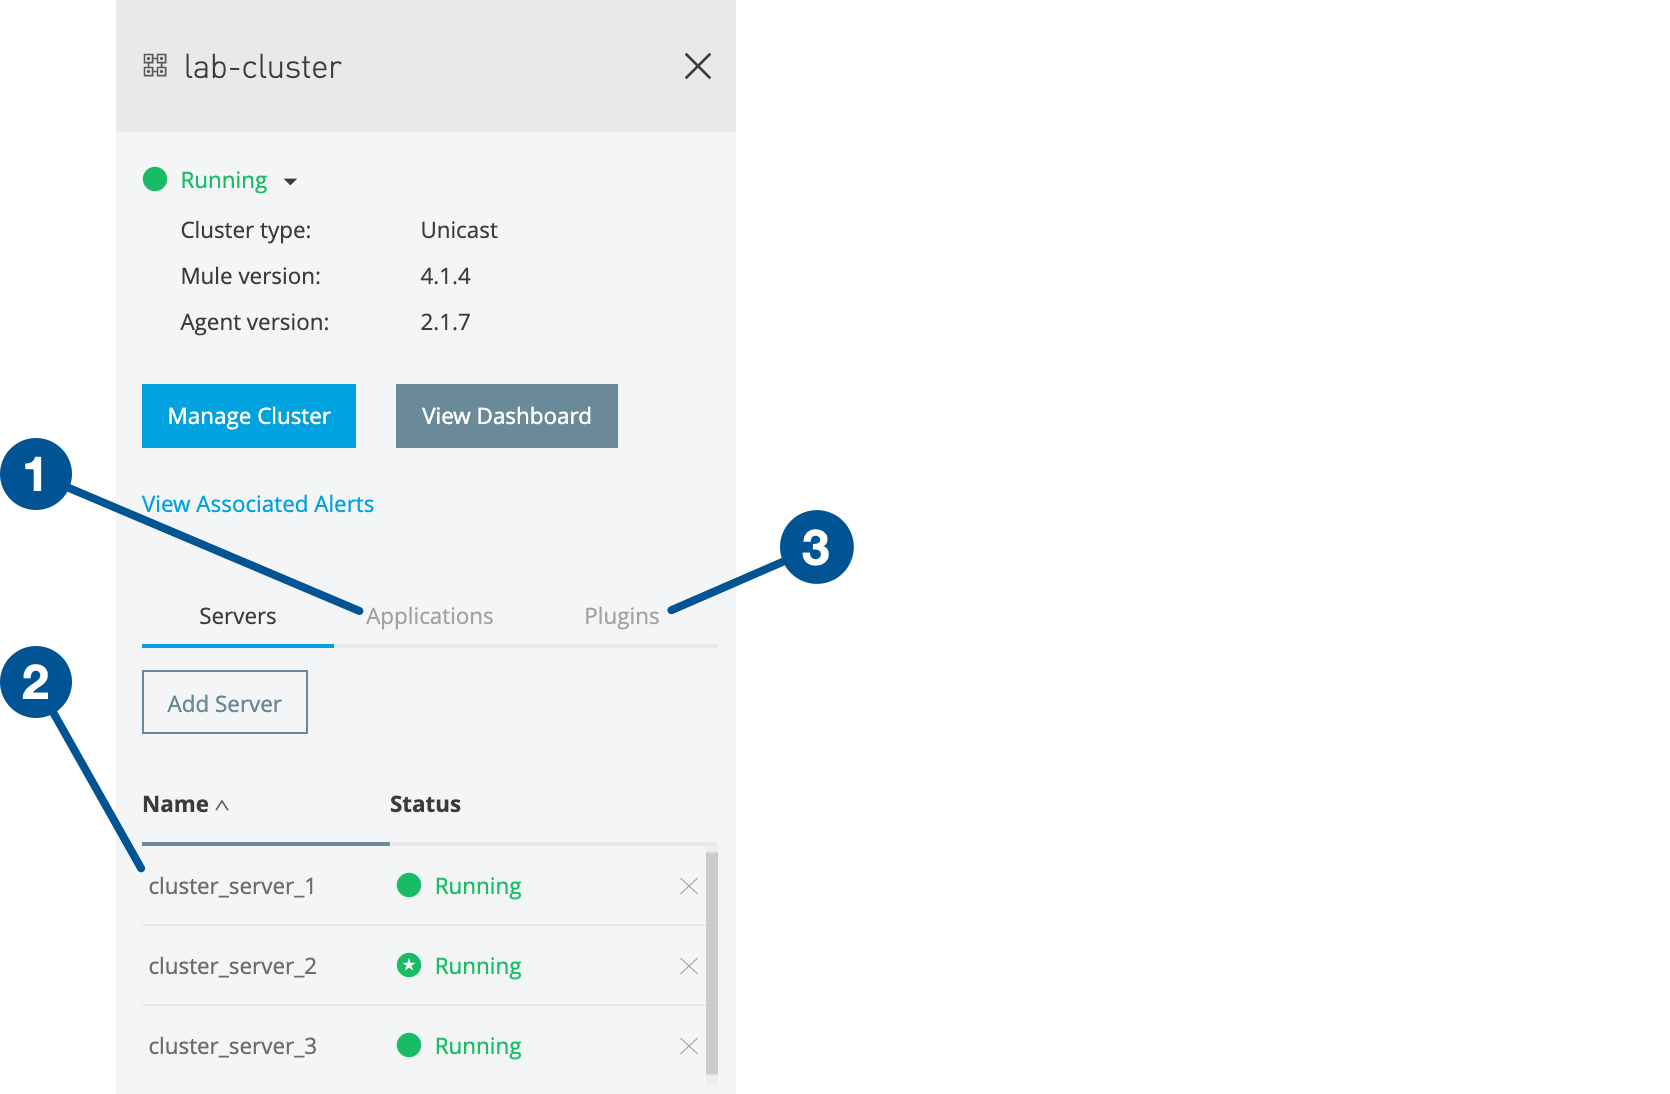 lab-cluster
Running
Cluster type: Unicast
Mule version: 4.1.4
Agent version: 2.1.7
Manage Cluster View Dashboard
1
View Associated Alerts
3
Servers Applications Plugins
2
Add Server
Name Status
cluster_server_1 Running
cluster_server_2 Running
cluster_server_3 Running